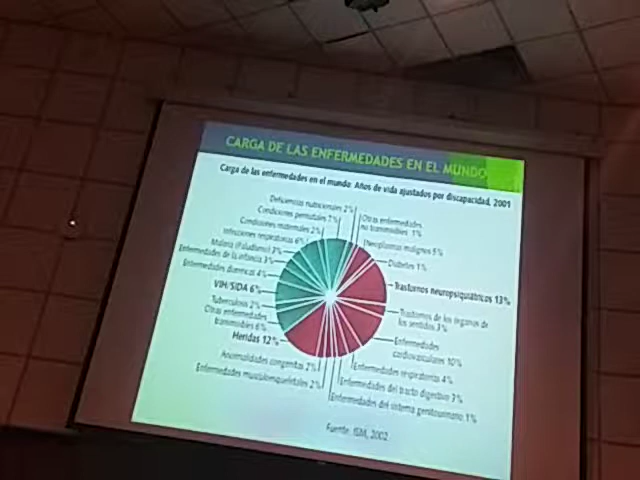 CARGA DE LAS ENFERMEDADES EN EL MUNDO
Carga de las enfermedades en el mundo: Años de vida ajustados por discapacidad, 2001
Deficiencias nutricionales 2%
Condiciones perinatales 7%
Condiciones maternales 2%
Infecciones respiratorias 6%
Malaria (Paludismo) 3%
Enfermedades de la infancia 3%
Enfermedades diarreicas 4%
VIH/SIDA 6%
Tuberculosis 2%
Otras enfermedades
transmisibles 6%
Heridas 12%
Anormalidades congénitas 2%
Enfermedades musculoesqueletales 2%
Otras enfermedades
no transmisibles 1%
Neoplasmas malignos 5%
Diabetes 1%
Trastornos neuropsiquiátricos 13%
Trastornos de los órganos de
los sentidos 3%
Enfermedades
cardiovasculares 10%
Enfermedades respiratorias 4%
Enfermedades del tracto digestivo 3%
Enfermedades del sistema genitourinario 1%
Fuente: 2002